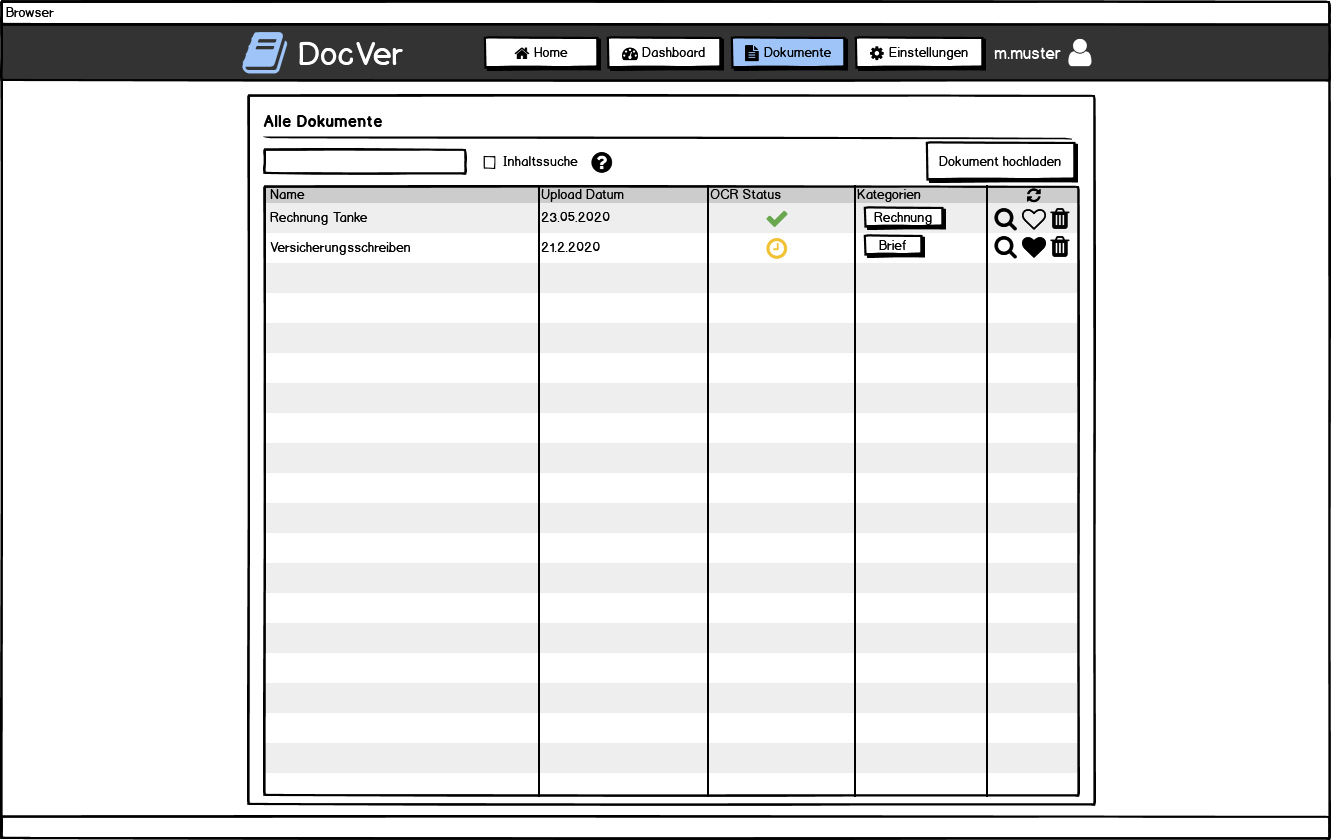 Browser
DocVer
Home
Dashboard
Dokumente
Einstellungen
m.muster
Alle Dokumente
Inhaltssuche
?
Dokument hochladen
Name Upload Datum OCR Status Kategorien
Rechnung Tanke 23.05.2020 Rechnung
Versicherungsschreiben 21.2.2020 Brief